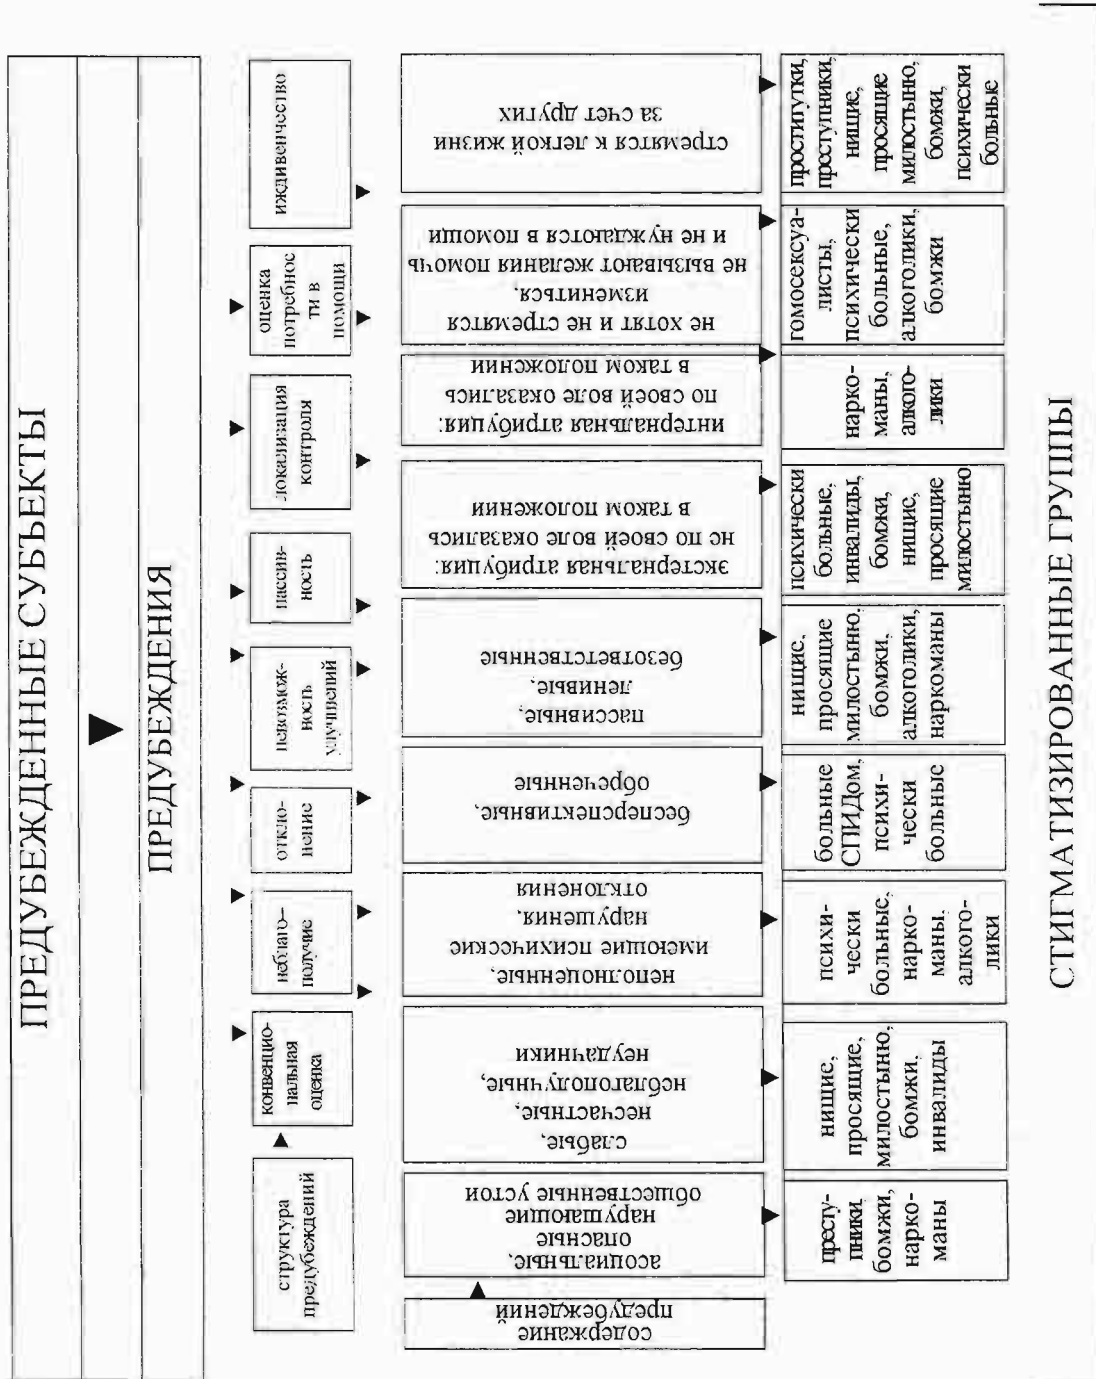 ПРЕДУБЕЖДЕННЫЕ СУБЪЕКТЫ
ПРЕДУБЕЖДЕНИЯ
структура
предубеждений
конвенцио-
нальная
оценка
неблаго–
получие
откло-
нение
невозмож-
ность
улучшений
пассив-
ность
локализация
контроля
оценка
потребнос
ти в
помощи
иждивенчество
содержание
предубеждений
асоциальные,
опасные
нарушающие
общественные устои
слабые,
несчастные,
неблагополучные,
неудачники
неполноценные,
имеющие психические
нарушения,
отклонения
бесперспективные,
обреченные
пассивные,
ленивые,
безответственные
экстернальная атрибуция:
не по своей воле оказались
в таком положении
интернальная атрибуция:
по своей воле оказались
в таком положении
не хотят и не стремятся
измениться,
не вызывают желания помочь
и не нуждаются в помощи
стремятся к легкой жизни
за счет других
престу-
пники,
бомжи,
нарко-
маны
нищие,
просящие,
милостыню,
бомжи,
инвалиды
психи-
чески
больные,
нарко-
маны,
алкого-
лики
больные
СПИДом,
психи-
чески
больные
нищие,
просящие
милостыню,
бомжи,
алкоголики,
наркоманы
психически
больные,
инвалиды,
бомжи,
нищие,
просящие
милостыню
нарко-
маны,
алкого-
лики
гомосексуа-
листы,
психически
больные,
алкоголики,
бомжи
проститутки,
преступники,
нищие,
просящие
милостыню,
бомжи,
психически
больные
СТИГМАТИЗИРОВАННЫЕ ГРУППЫ